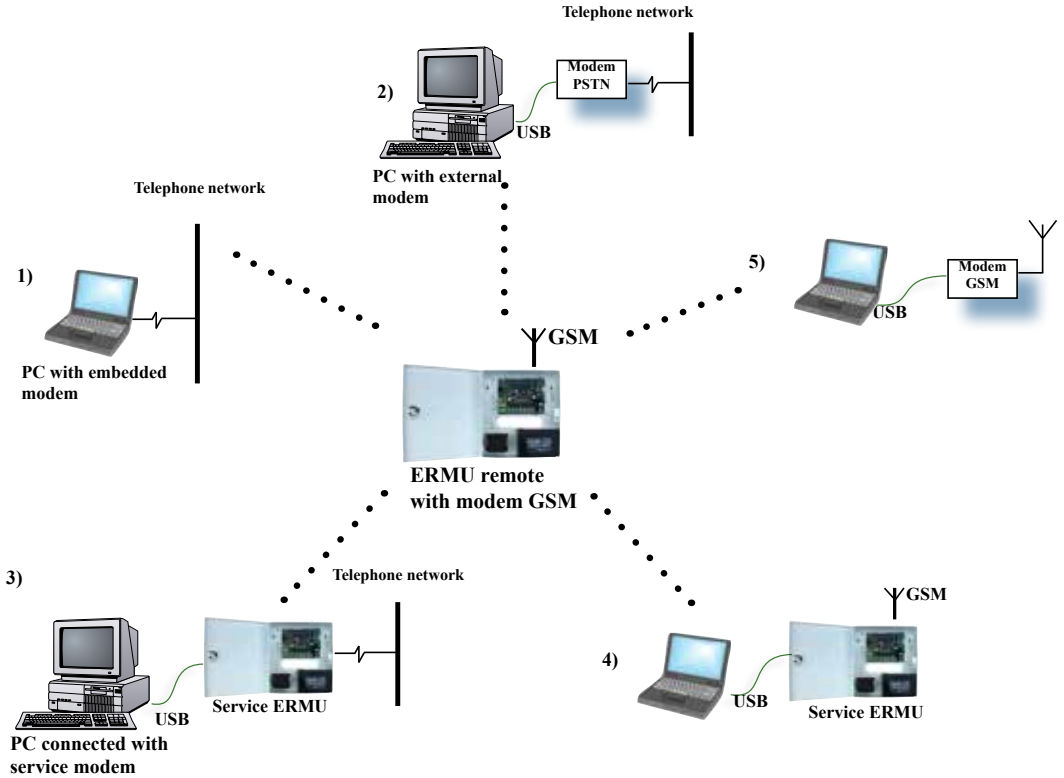 Telephone network
2)
Modem
PSTN
USB
PC with external
modem
Telephone network
1)
PC with embedded
modem
5)
Modem
GSM
USB
GSM
ERMU remote
with modem GSM
3)
Telephone network
USB
Service ERMU
PC connected with
service modem
4)
GSM
USB
Service ERMU